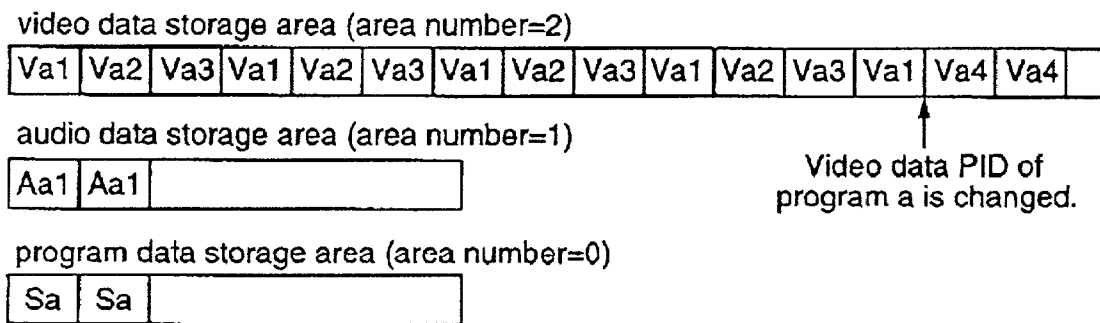 video data storage area (area number=2)
Va1 Va2 Va3 Va1 Va2 Va3 Va1 Va2 Va3 Va1 Va2 Va3 Va1 Va4 Va4
audio data storage area (area number=1)
Aa1 Aa1
Video data PID of
program a is changed.
program data storage area (area number=0)
Sa Sa